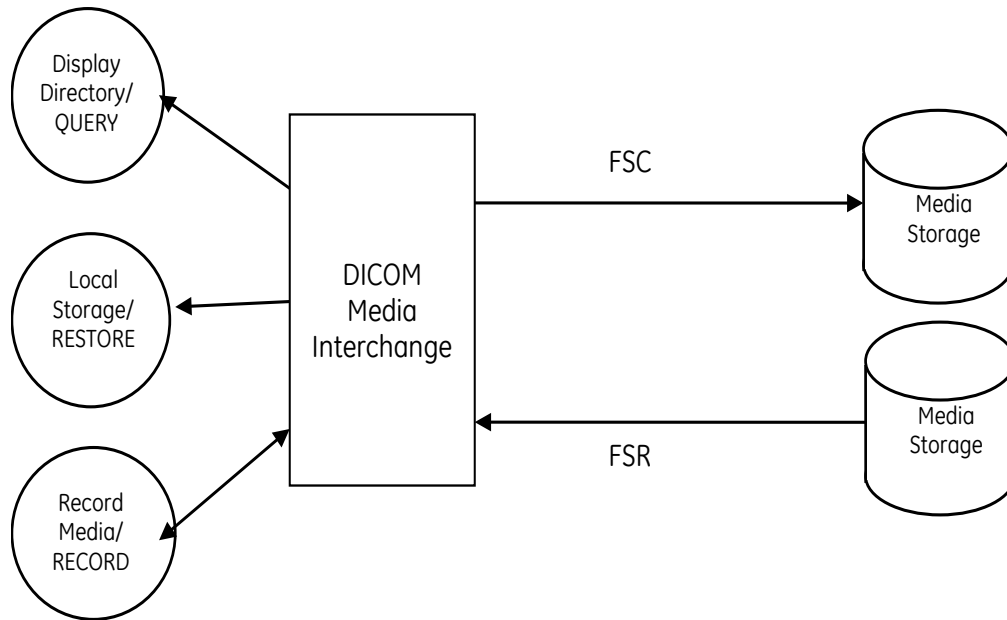 Display
Directory/
QUERY
Local
Storage/
RESTORE
Record
Media/
RECORD
DICOM
Media
Interchange
FSC
FSR
Media
Storage
Media
Storage